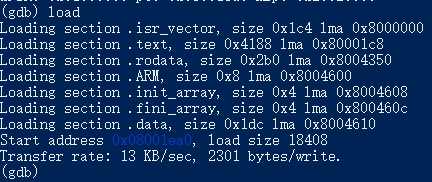 (gdb) load
Loading section .isr_vector, size 0x1c4 lma 0x8000000
Loading section .text, size 0x4188 lma 0x80001c8
Loading section .rodata, size 0x2b0 lma 0x8004350
Loading section .ARM, size 0x8 lma 0x8004600
Loading section .init_array, size 0x4 lma 0x8004608
Loading section .fini_array, size 0x4 lma 0x800460c
Loading section .data, size 0x1dc lma 0x8004610
Start address 0x08001ea0, load size 18408
Transfer rate: 13 KB/sec, 2301 bytes/write.
(gdb)